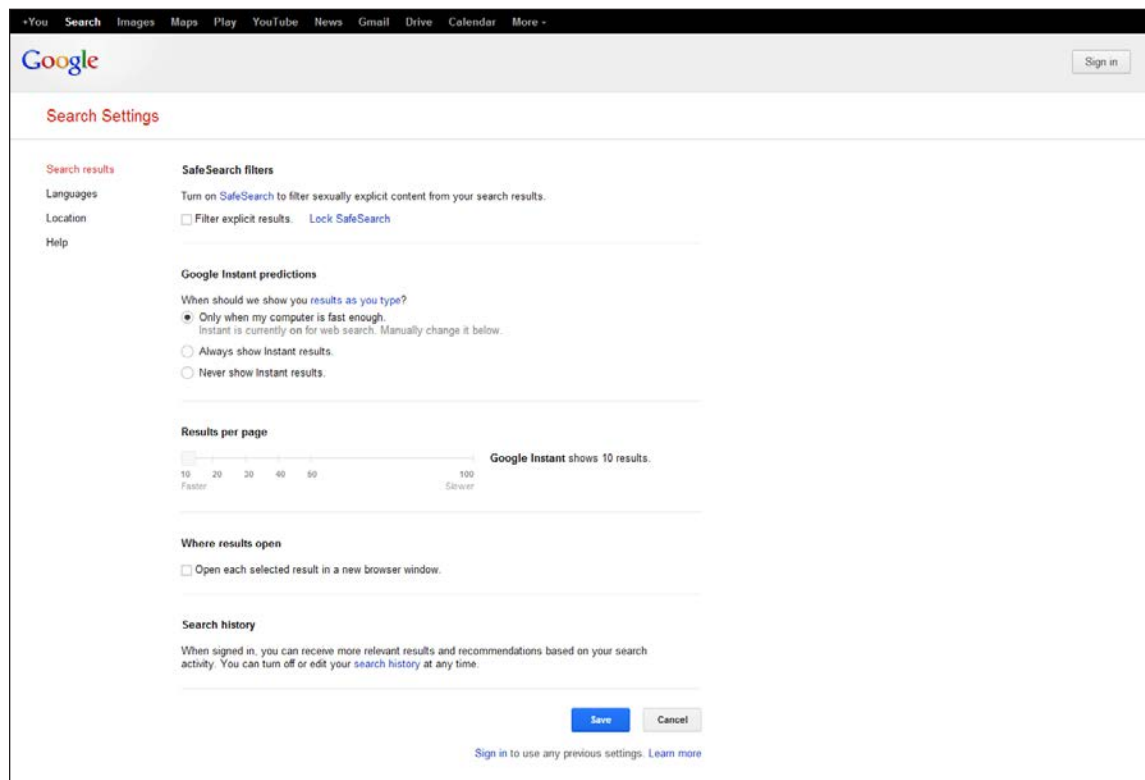 +You Search Images Maps Play YouTube News Gmail Drive Calendar More
Google
Sign in
Search Settings
Search results
Languages
Location
Help
SafeSearch filters
Turn on SafeSearch to filter sexually explicit content from your search results.
Filter explicit results. Lock SafeSearch
Google Instant predictions
When should we show you results as you type?
Only when my computer is fast enough.
Instant is currently on for web search. Manually change it below.
Always show Instant results.
Never show Instant results.
Results per page
Google Instant shows 10 results.
10 20 30 40 50 100
Faster Slower
Where results open
Open each selected result in a new browser window.
Search history
When signed in, you can receive more relevant results and recommendations based on your search
activity. You can turn off or edit your search history at any time.
Save Cancel
Sign in to use any previous settings. Learn more